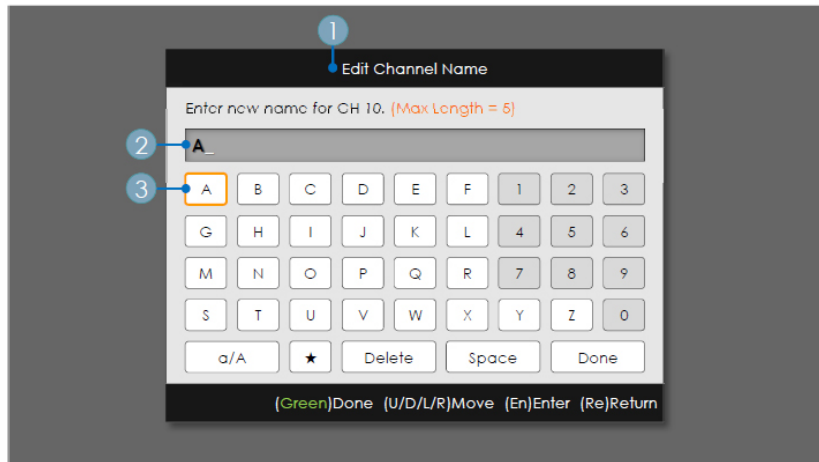 1
Edit Channel Name
Enter new name for CH 10. (Max Length = 5)
2 A_
3 A B C D E F 1 2 3
G H I J K L 4 5 6
M N O P Q R 7 8 9
S T U V W X Y Z 0
a/A ★ Delete Space Done
(Green)Done (U/D/L/R)Move (En)Enter (Re)Return